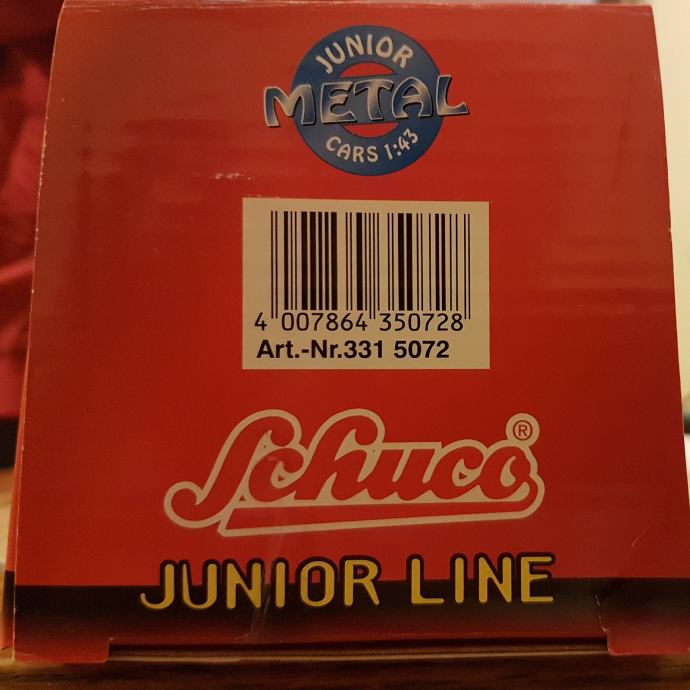 JUNIOR
METAL
CARS 1:43
4 007864 350728
Art.-Nr.331 5072
Schuco ®
JUNIOR LINE